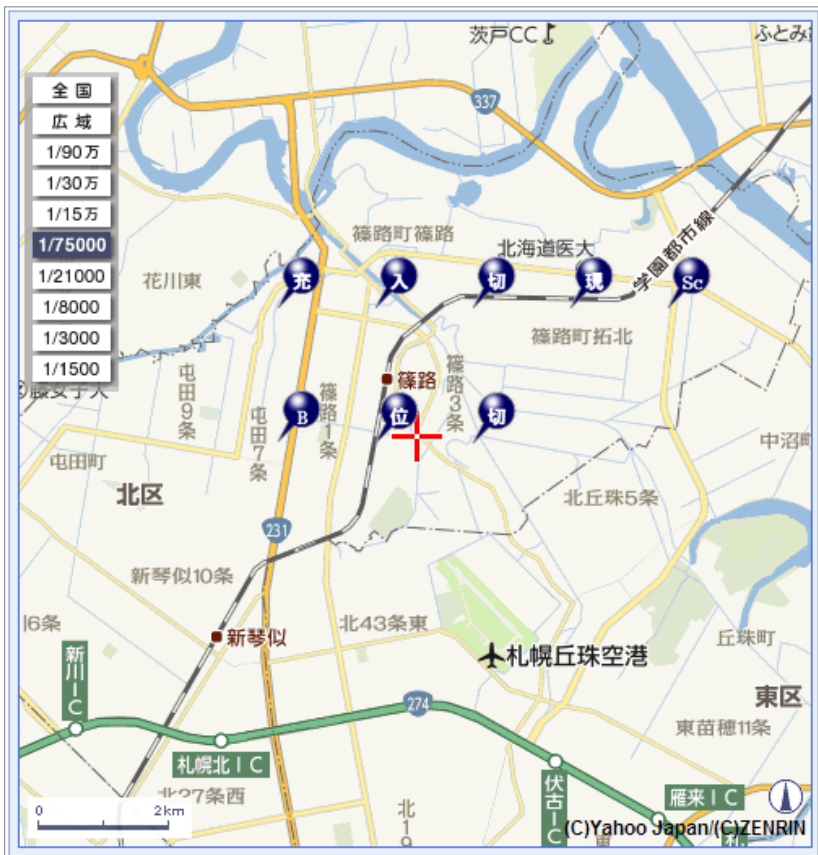 茨戸CC
ふとみ
全国
広域
1/90万
1/30万
1/15万
1/75000
1/21000
1/8000
1/3000
1/1500
337
学園都市線
篠路町篠路
北海道医大
花川東
充
入
切
現
Sc
篠路町拓北
篠路
篠路3条
篠路1条
屯田9条
屯田7条
B
位
切
中沼町
屯田町
北区
北丘珠5条
231
新琴似10条
16条
新琴似
北43条東
札幌丘珠空港
丘珠町
新川IC
274
東区
東苗穂11条
札幌北IC
伏古IC
雁来IC
北37条西
北19
0 2km
(C)Yahoo Japan/(C)ZENRIN